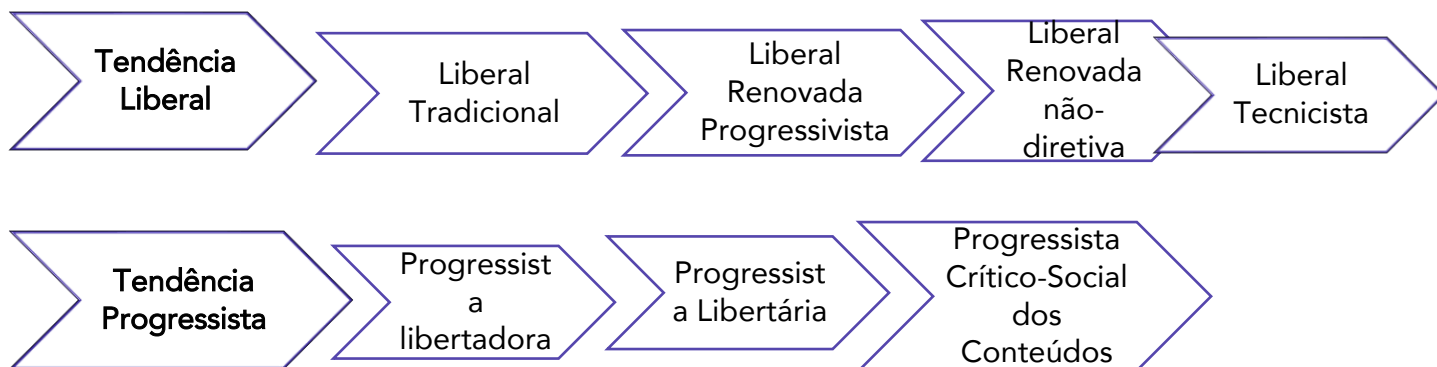 Tendência
Liberal
Liberal
Tradicional
Liberal
Renovada
Progressivista
Liberal
Renovada
não-
diretiva
Liberal
Tecnicista
Tendência
Progressista
Progressist
a
libertadora
Progressist
a Libertária
Progressista
Crítico-Social
dos
Conteúdos